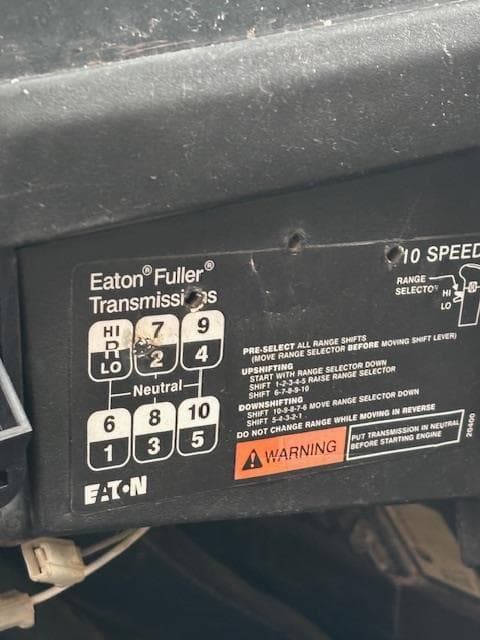 Eaton® Fuller®
10 SPEED
RANGE
HI
LO
HI 7 9
R
LO 2 4
Neutral
6 8 10
1 3 5
EATON
PRE-SELECT ALL RANGE SHIFTS
(MOVE RANGE SELECTOR BEFORE MOVING SHIFT LEVER)
UPSHIFTING
START WITH RANGE SELECTOR DOWN
SHIFT 1-2-3-4-5 RAISE RANGE SELECTOR
SHIFT 6-7-8-9-10
DOWNSHIFTING
SHIFT 10-9-8-7-6 MOVE RANGE SELECTOR DOWN
SHIFT 5-4-3-2-1
DO NOT CHANGE RANGE WHILE MOVING IN REVERSE
WARNING
PUT TRANSMISSION IN NEUTRAL
BEFORE STARTING ENGINE
20400